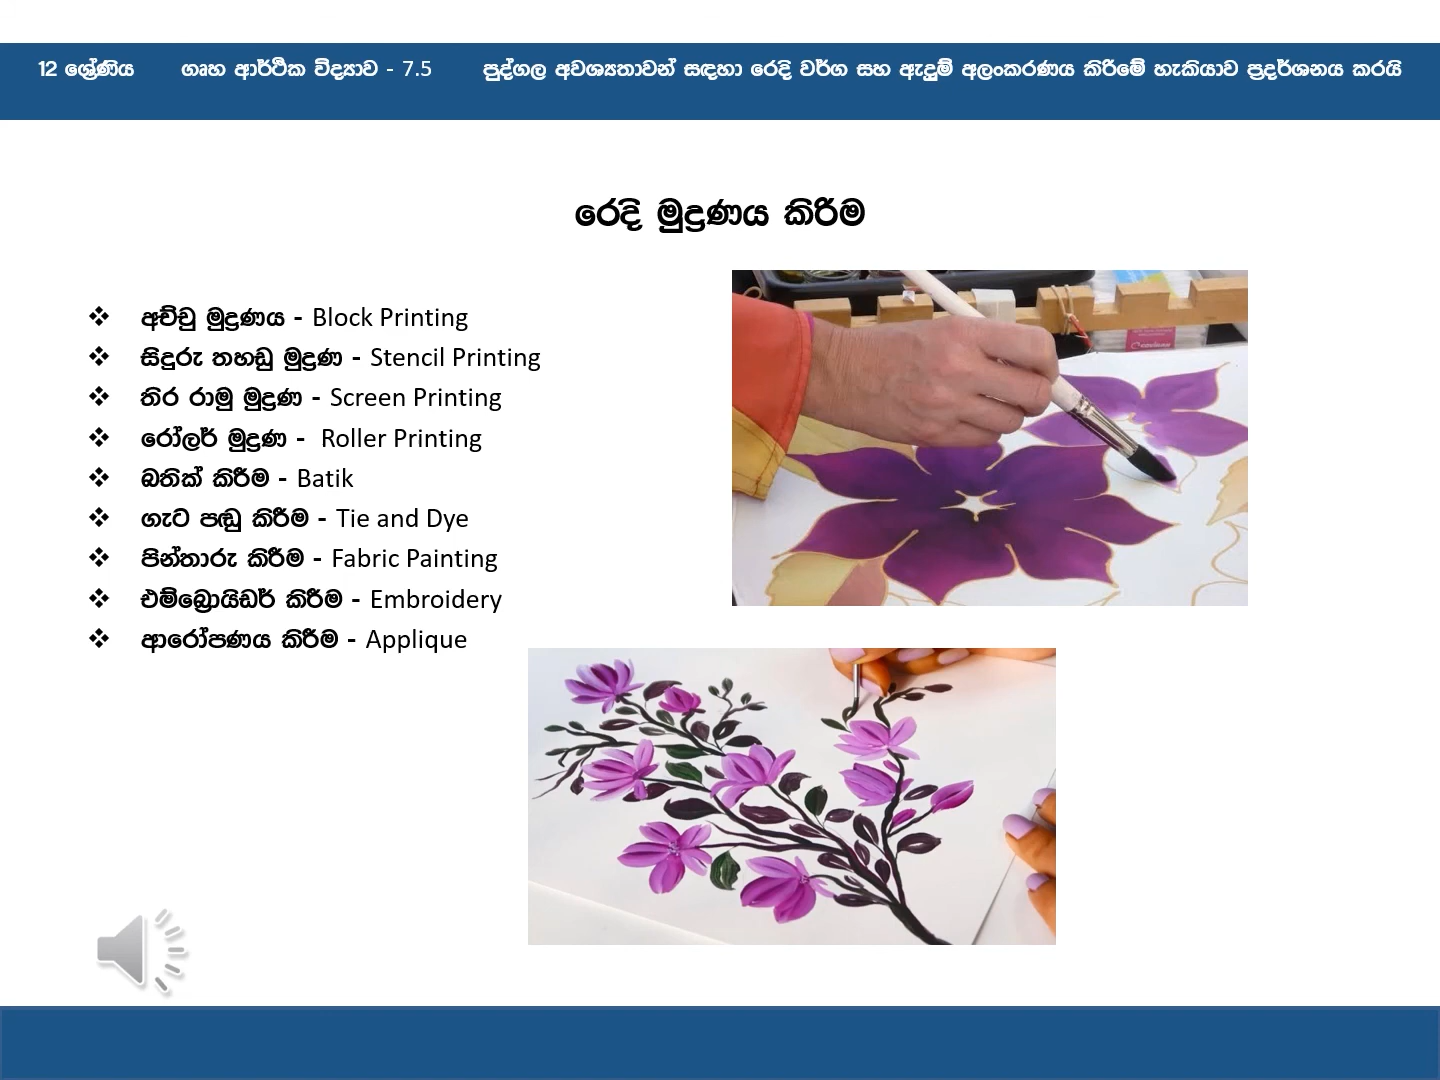 12 ශ්‍රේණිය ගෘහ ආර්ථික විද්‍යාව - 7.5 පුද්ගල අවශ්‍යතාවන් සඳහා රෙදි වර්ග සහ ඇඳුම් අලංකරණය කිරීමේ හැකියාව ප්‍රදර්ශනය කරයි
රෙදි මුද්‍රණය කිරීම
❖ අච්චු මුද්‍රණය - Block Printing
❖ සිදුරු තහඩු මුද්‍රණ - Stencil Printing
❖ තිර රාමු මුද්‍රණ - Screen Printing
❖ රෝලර් මුද්‍රණ - Roller Printing
❖ බතික් කිරීම - Batik
❖ ගැට පඬු කිරීම - Tie and Dye
❖ පින්තාරු කිරීම - Fabric Painting
❖ එම්බ්‍රොයිඩර් කිරීම - Embroidery
❖ ආරෝපණය කිරීම - Applique